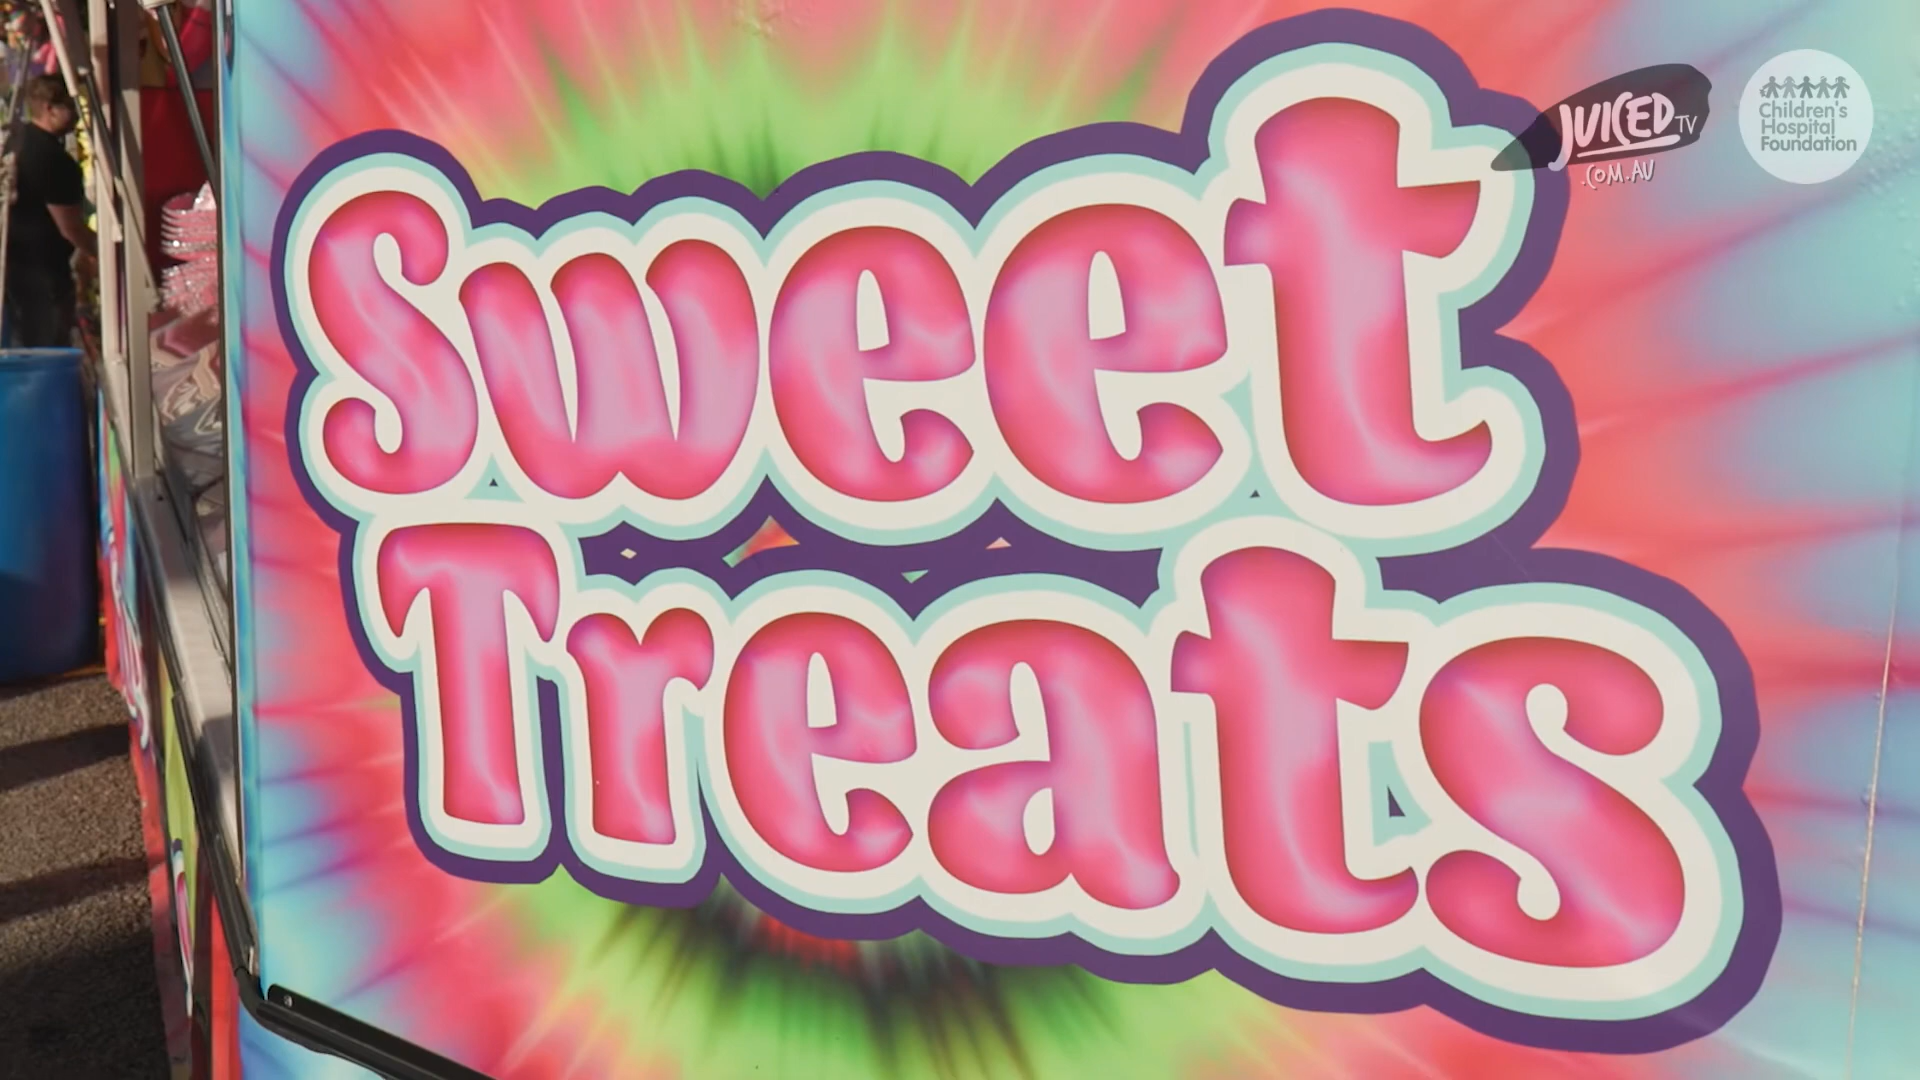 Sweet
Treats
JUICED TV
.COM.AU
Children's
Hospital
Foundation